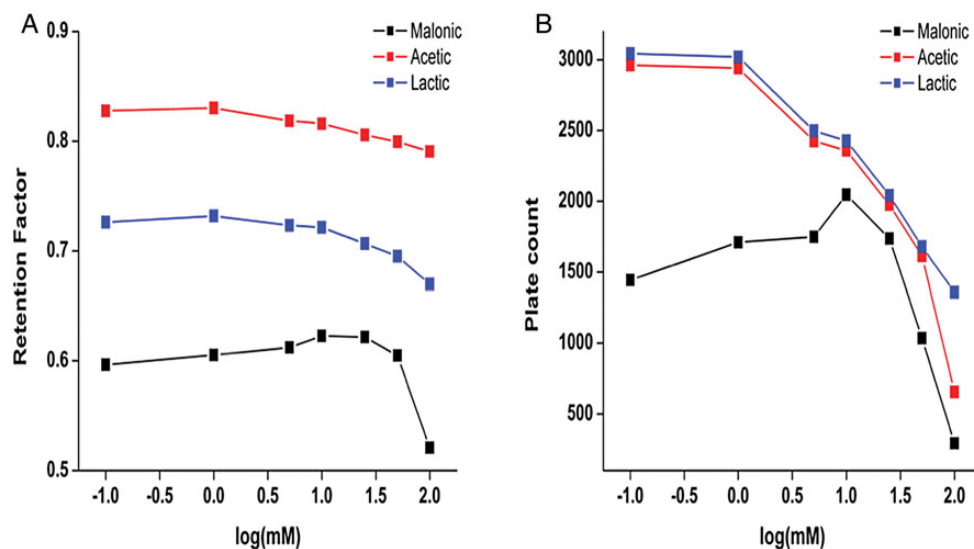 A
Malonic
Acetic
Lactic
0.9
0.8
0.7
0.6
0.5
Retention Factor
-1.0 -0.5 0.0 0.5 1.0 1.5 2.0
log(mM)
B
Malonic
Acetic
Lactic
3000
2500
2000
1500
1000
500
Plate count
-1.0 -0.5 0.0 0.5 1.0 1.5 2.0
log(mM)